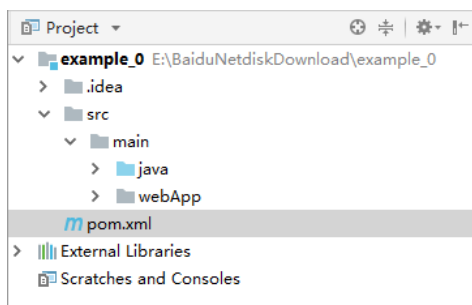 Project
example_0 E:\BaiduNetdiskDownload\example_0
.idea
src
main
java
webApp
pom.xml
External Libraries
Scratches and Consoles